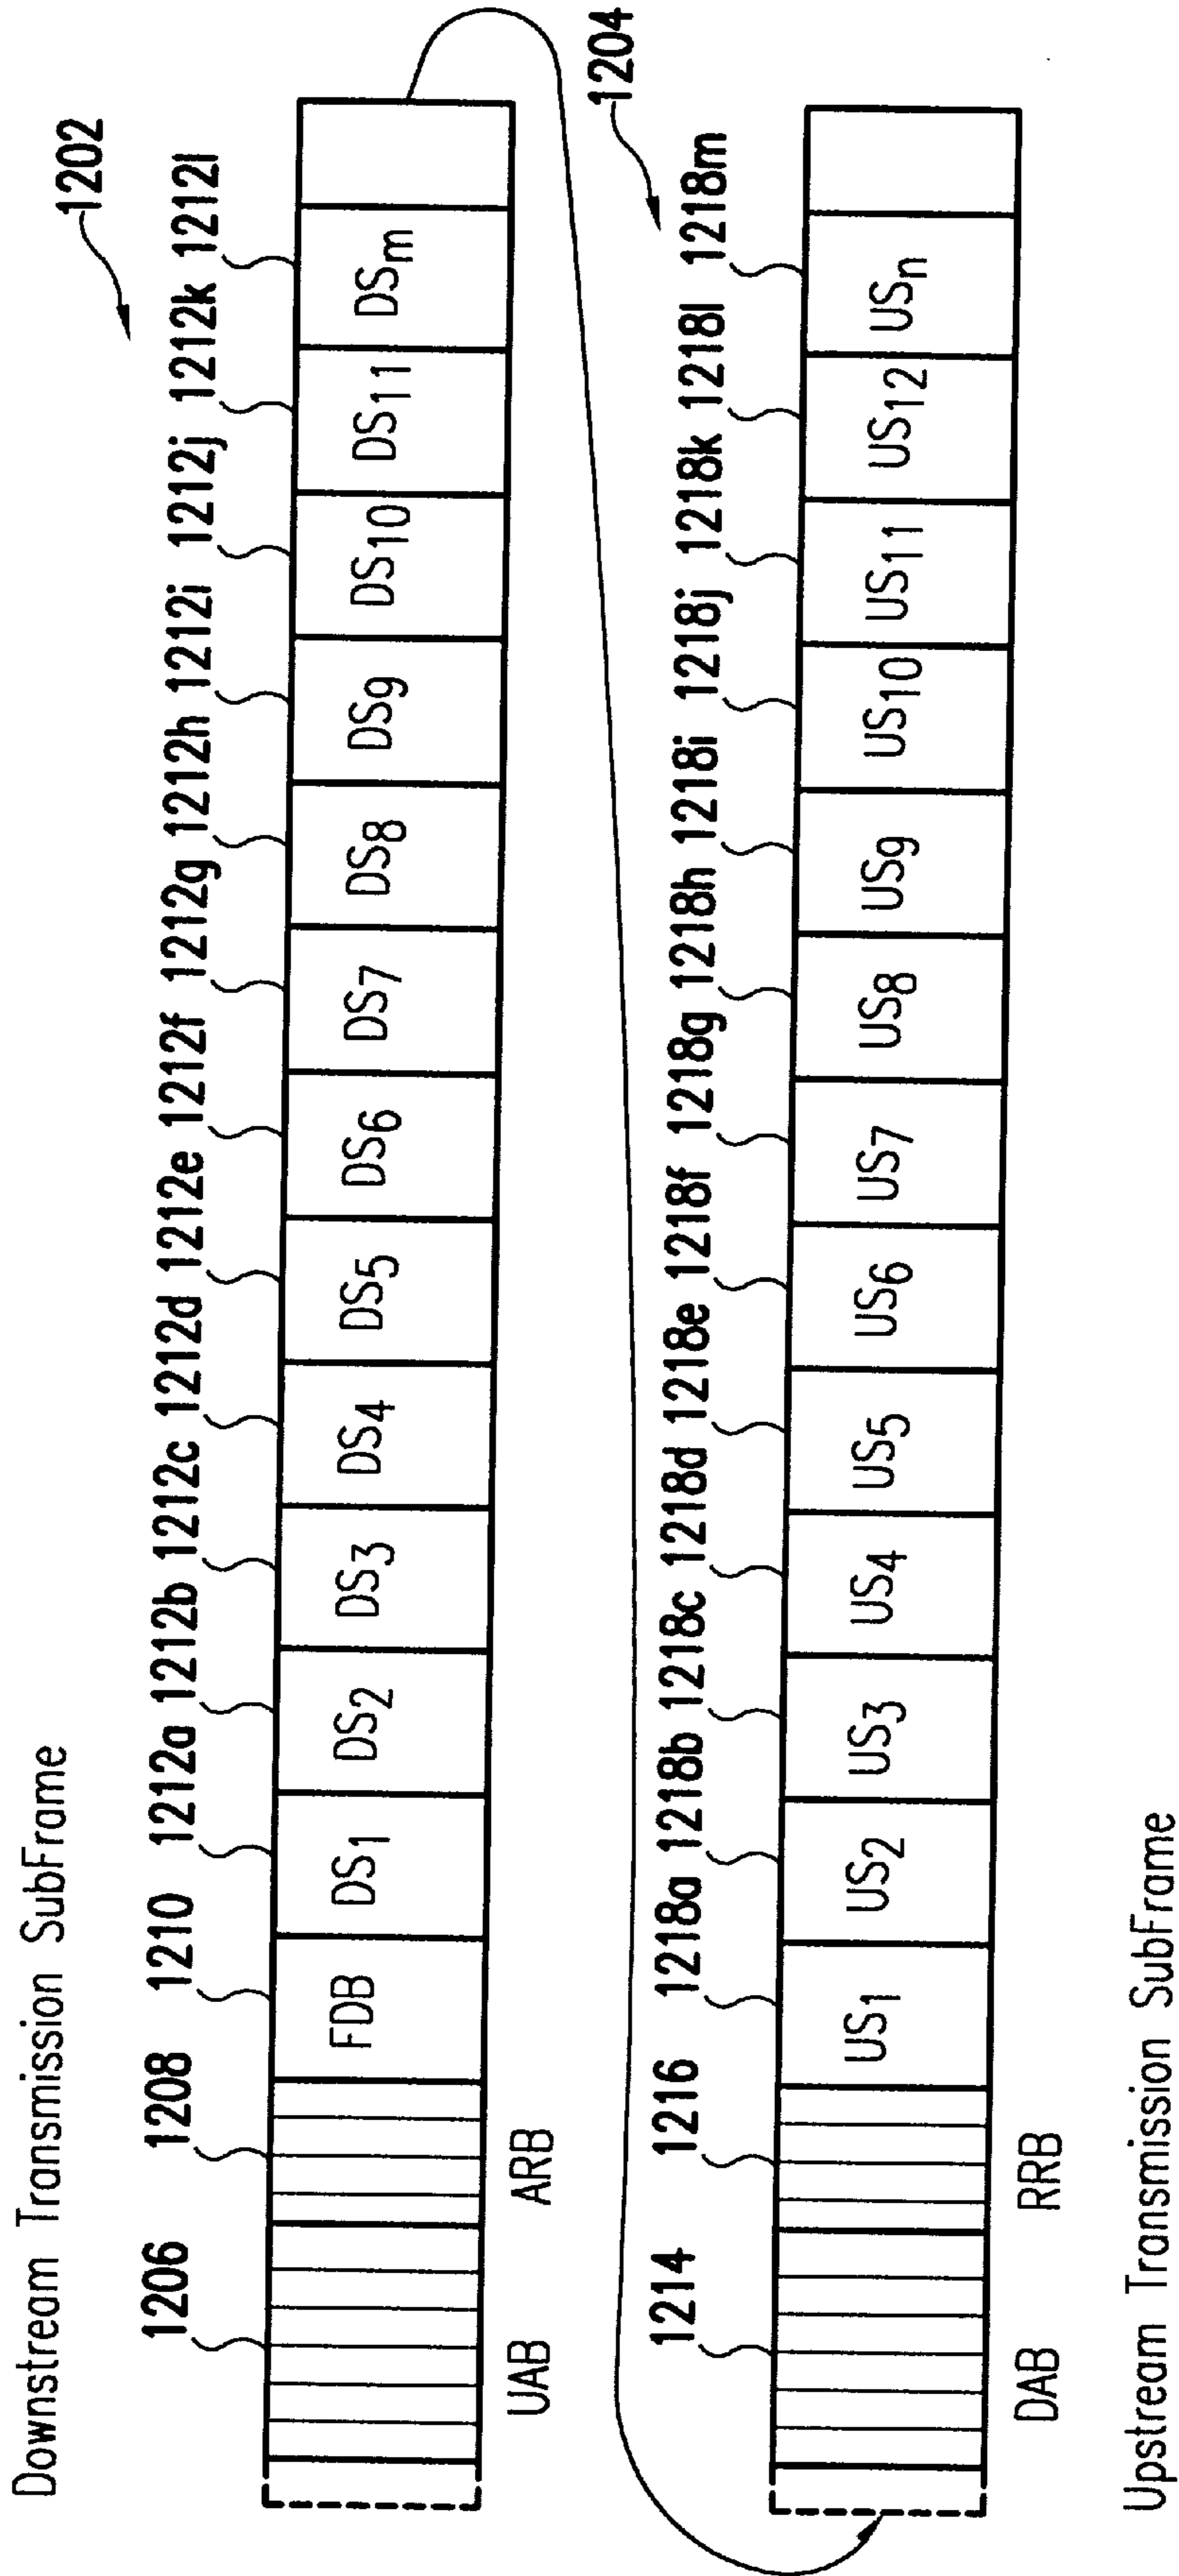 Downstream Transmission SubFrame
1202
1206 1208 1210 1212a 1212b 1212c 1212d 1212e 1212f 1212g 1212h 1212i 1212j 1212k 1212l
FDB DS1 DS2 DS3 DS4 DS5 DS6 DS7 DS8 DS9 DS10 DS11 DSm
UAB ARB
1204
1214 1216 1218a 1218b 1218c 1218d 1218e 1218f 1218g 1218h 1218i 1218j 1218k 1218l 1218m
US1 US2 US3 US4 US5 US6 US7 US8 US9 US10 US11 US12 USn
DAB RRB
Upstream Transmission SubFrame